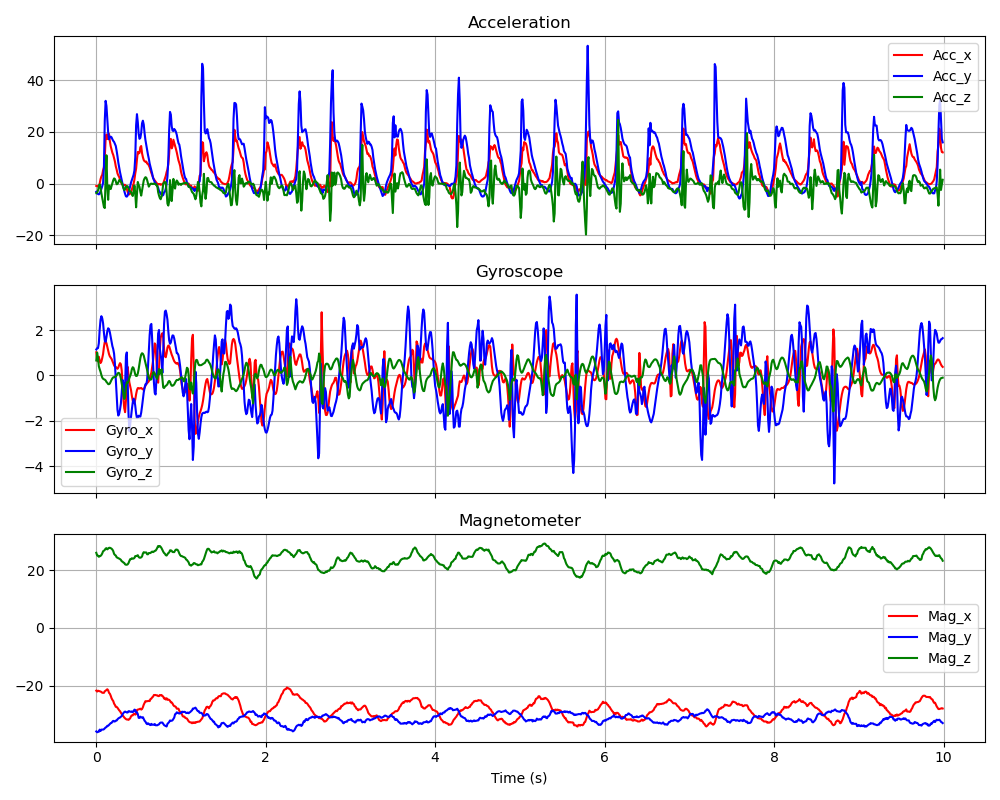 Acceleration
40
20
0
−20
Acc_x
Acc_y
Acc_z
Gyroscope
2
0
−2
−4
Gyro_x
Gyro_y
Gyro_z
Magnetometer
20
0
−20
Mag_x
Mag_y
Mag_z
0 2 4 6 8 10
Time (s)